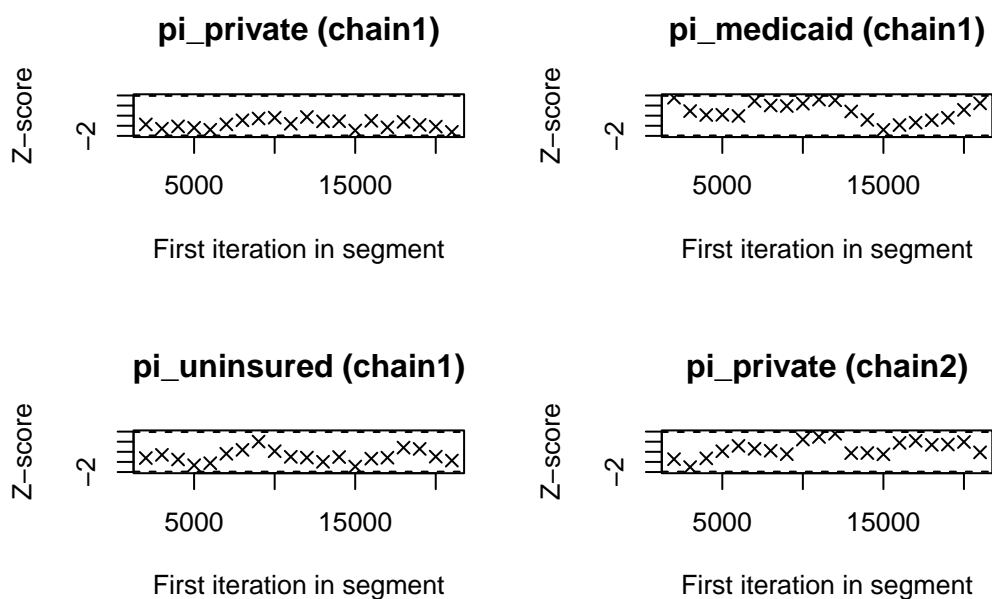 pi_private (chain1)
Z−score
−2
5000
15000
First iteration in segment
pi_medicaid (chain1)
Z−score
−2
5000
15000
First iteration in segment
pi_uninsured (chain1)
Z−score
−2
5000
15000
First iteration in segment
pi_private (chain2)
Z−score
−2
5000
15000
First iteration in segment